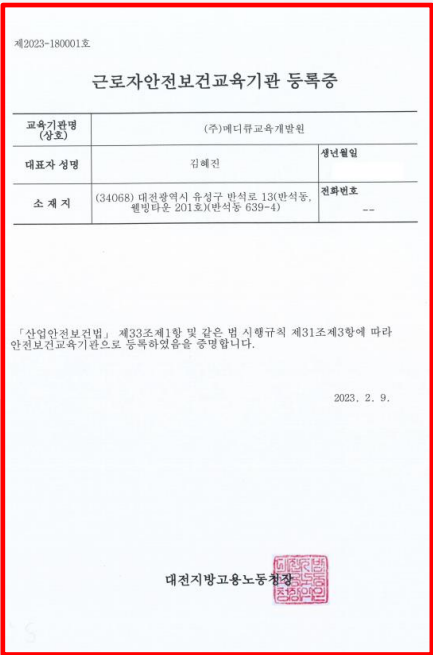 제2023-180001호
근로자안전보건교육기관 등록증
교육기관명
(상호)
(주)메디큐교육개발원
대표자 성명
김혜진
생년월일
소 재 지
(34068) 대전광역시 유성구 반석로 13(반석동,
웰빙타운 201호)(반석동 639-4)
전화번호
--
「산업안전보건법」 제33조제1항 및 같은 법 시행규칙 제31조제3항에 따라
안전보건교육기관으로 등록하였음을 증명합니다.
2023. 2. 9.
대전지방고용노동청장